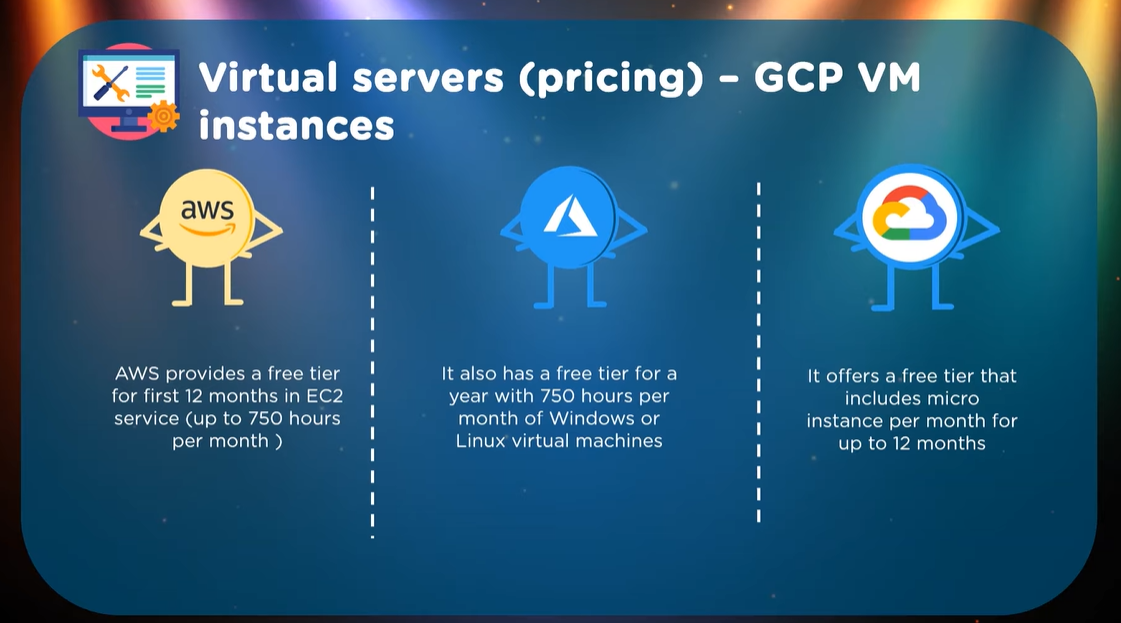 Virtual servers (pricing) – GCP VM
instances
aws
AWS provides a free tier
for first 12 months in EC2
service (up to 750 hours
per month )
It also has a free tier for a
year with 750 hours per
month of Windows or
Linux virtual machines
It offers a free tier that
includes micro
instance per month for
up to 12 months